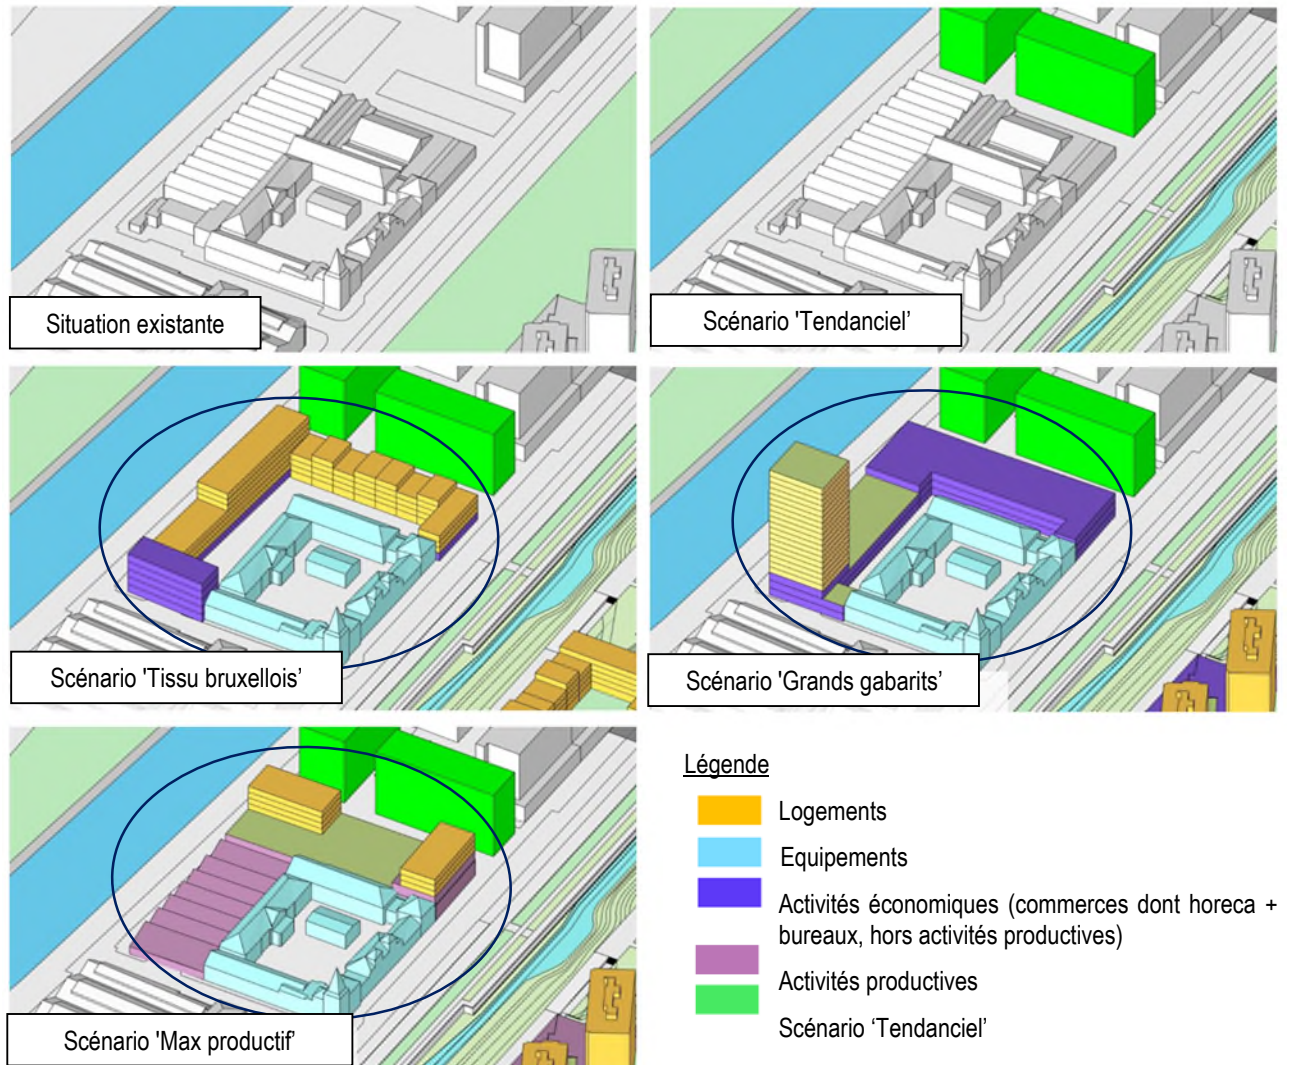 Situation existante
Scénario 'Tendanciel’
Scénario 'Tissu bruxellois’
Scénario 'Grands gabarits’
Scénario 'Max productif’
Légende
Logements
Equipements
Activités économiques (commerces dont horeca +
bureaux, hors activités productives)
Activités productives
Scénario ‘Tendanciel’